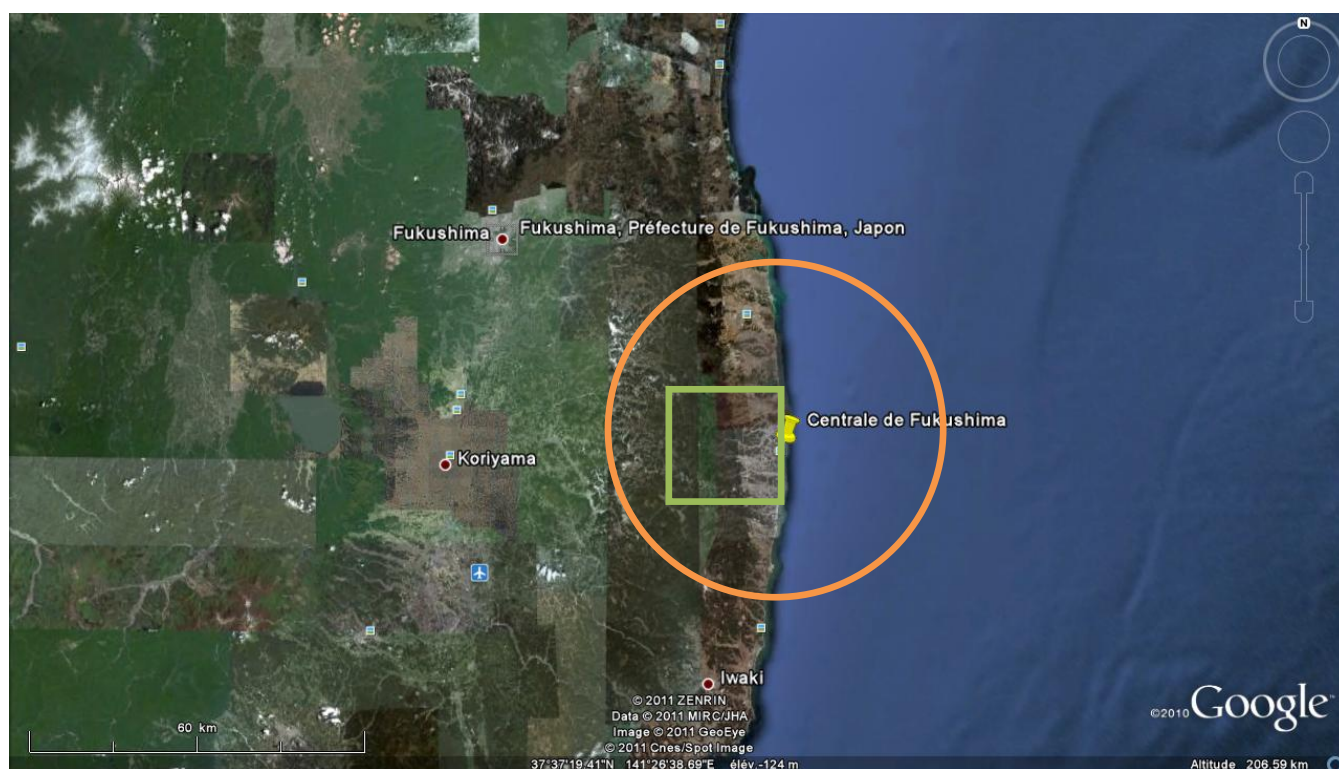 N
Fukushima
Fukushima, Préfecture de Fukushima, Japon
Centrale de Fukushima
Koriyama
Iwaki
© 2011 ZENRIN
Data © 2011 MIRC/JHA
Image © 2011 GeoEye
© 2011 Cnes/Spot Image
©2010 Google
60 km
37°37'19.41"N 141°26'38.69"E élév.-124 m
Altitude 206.59 km